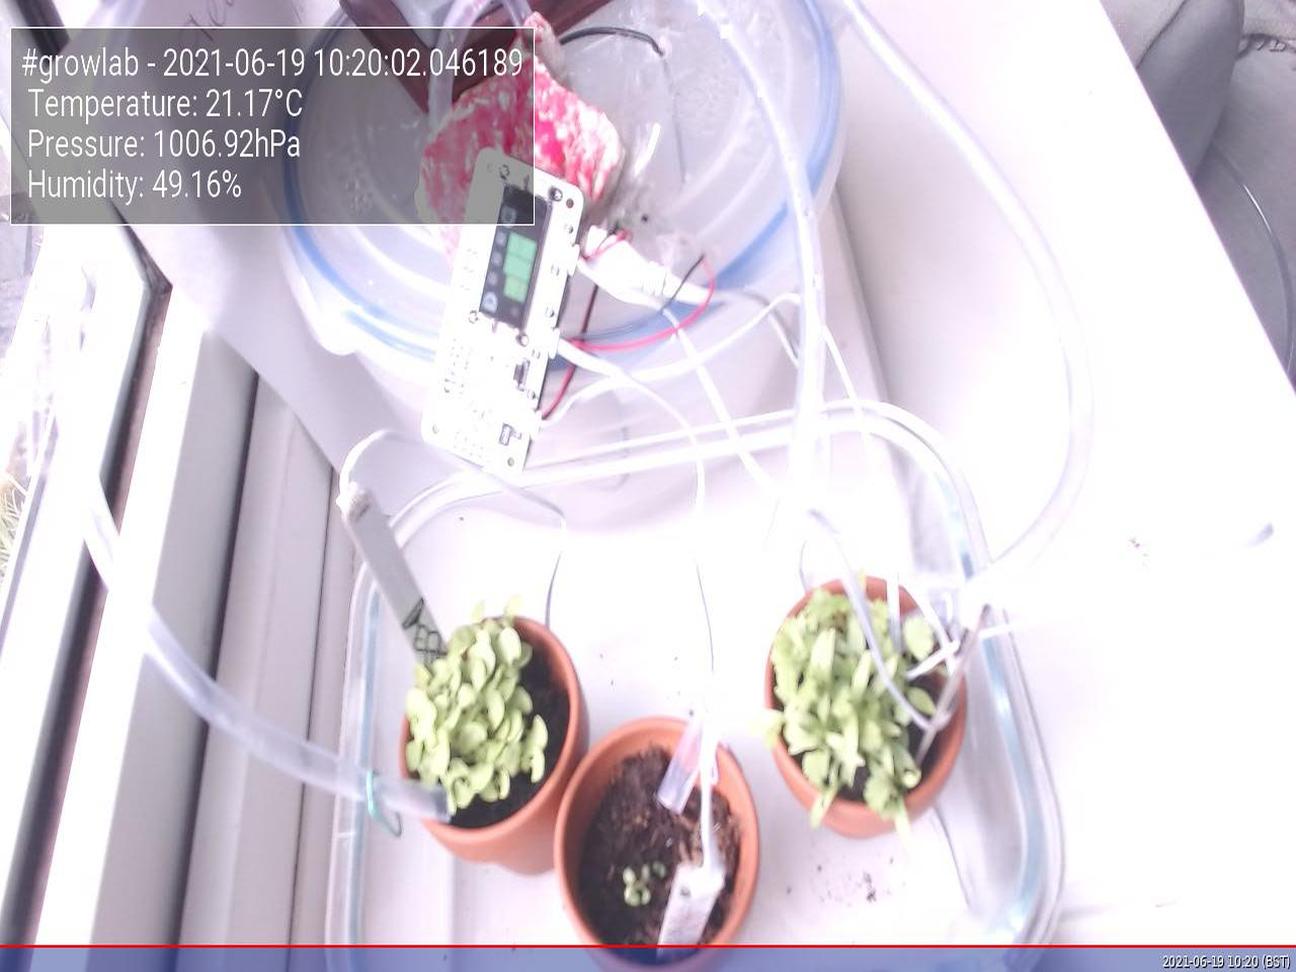 #growlab - 2021-06-19 10:20:02.046189
Temperature: 21.17°C
Pressure: 1006.92hPa
Humidity: 49.16%
2021-06-19 10:20 (BST)